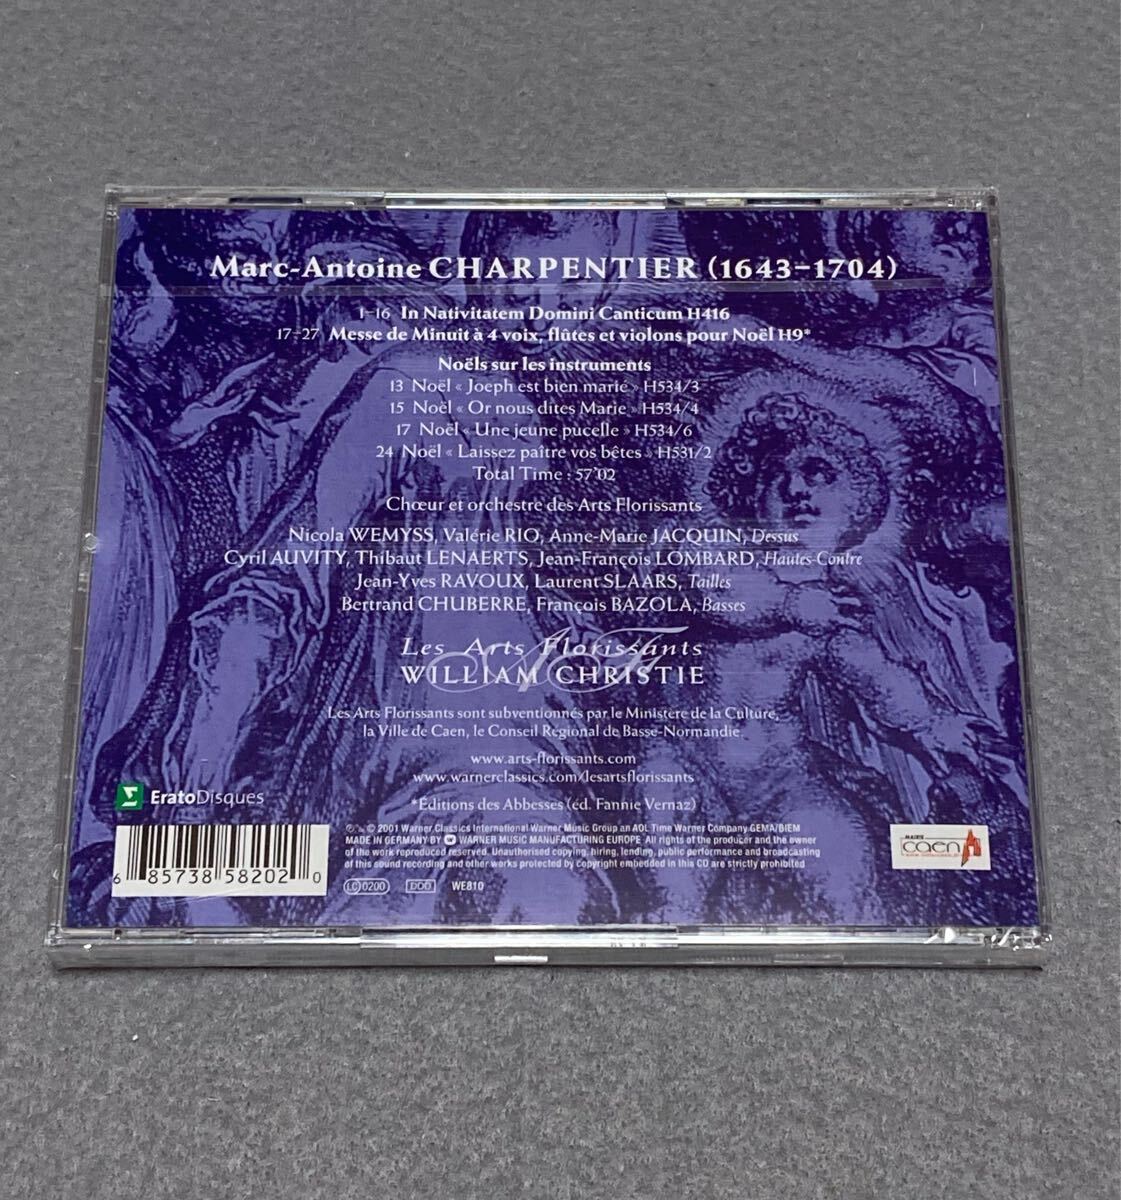 Marc-Antoine CHARPENTIER (1643-1704)
1-16 In Nativitatem Domini Canticum H416
17-27 Messe de Minuit à 4 voix, flûtes et violons pour Noël H9*
Noëls sur les instruments
13 Noël « Joeph est bien marié » H534/3
15 Noël « Or nous dites Marie » H534/4
17 Noël « Une jeune pucelle » H534/6
24 Noël « Laissez paître vos bêtes » H531/2
Total Time : 57'02
Chœur et orchestre des Arts Florissants
Nicola WEMYSS, Valérie RIO, Anne-Marie JACQUIN, Dessus
Cyril AUVITY, Thibaut LENAERTS, Jean-François LOMBARD, Hautes-Contre
Jean-Yves RAVOUX, Laurent SLAARS, Tailles
Bertrand CHUBERRE, François BAZOLA, Basses
Les Arts Florissants
WILLIAM CHRISTIE
Les Arts Florissants sont subventionnés par le Ministère de la Culture,
la Ville de Caen, le Conseil Régional de Basse-Normandie.
www.arts-florissants.com
www.warnerclassics.com/lesartsflorissants
*Editions des Abbesses (éd. Fannie Vernaz)
EratoDisques
℗ & © 2001 Warner Classics International Warner Music Group an AOL Time Warner Company GEMA/BIEM
MADE IN GERMANY BY WARNER MUSIC MANUFACTURING EUROPE All rights of the producer and the owner
of the work reproduced reserved. Unauthorised copying, hiring, lending, public performance and broadcasting
of this sound recording and other works protected by copyright embedded in this CD are strictly prohibited
6 85738 58202 0
LC 0200 DDD WE810
MAIRIE
caen